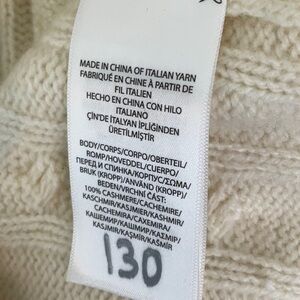 MADE IN CHINA OF ITALIAN YARN
FABRIQUÉ EN CHINE À PARTIR DE
FIL ITALIEN
HECHO EN CHINA CON HILO
ITALIANO
ÇİN'DE İTALYAN İPLİĞİNDEN
ÜRETİLMİŞTİR
BODY/CORPS/CORPO/OBERTEIL/
ROMP/HOVEDDEL/CUERPO/
ПЕРЕД И СПИНКА/КОРПУС/ΣΩΜΑ/
BRUK (KROPP)/ANVÄND (KROPP)/
BEDEN/VRCHNÍ ČÁST:
100% CASHMERE/CACHEMIRE/
KASCHMIR/KASJMIER/KASHMIR/
CACHEMIRA/CAXEMIRA/
КАШЕМИР/КАШМИР/ΚΑΣΜΙΡ/
KASJMIR/KAŞMİR/KAŠMÍR
130